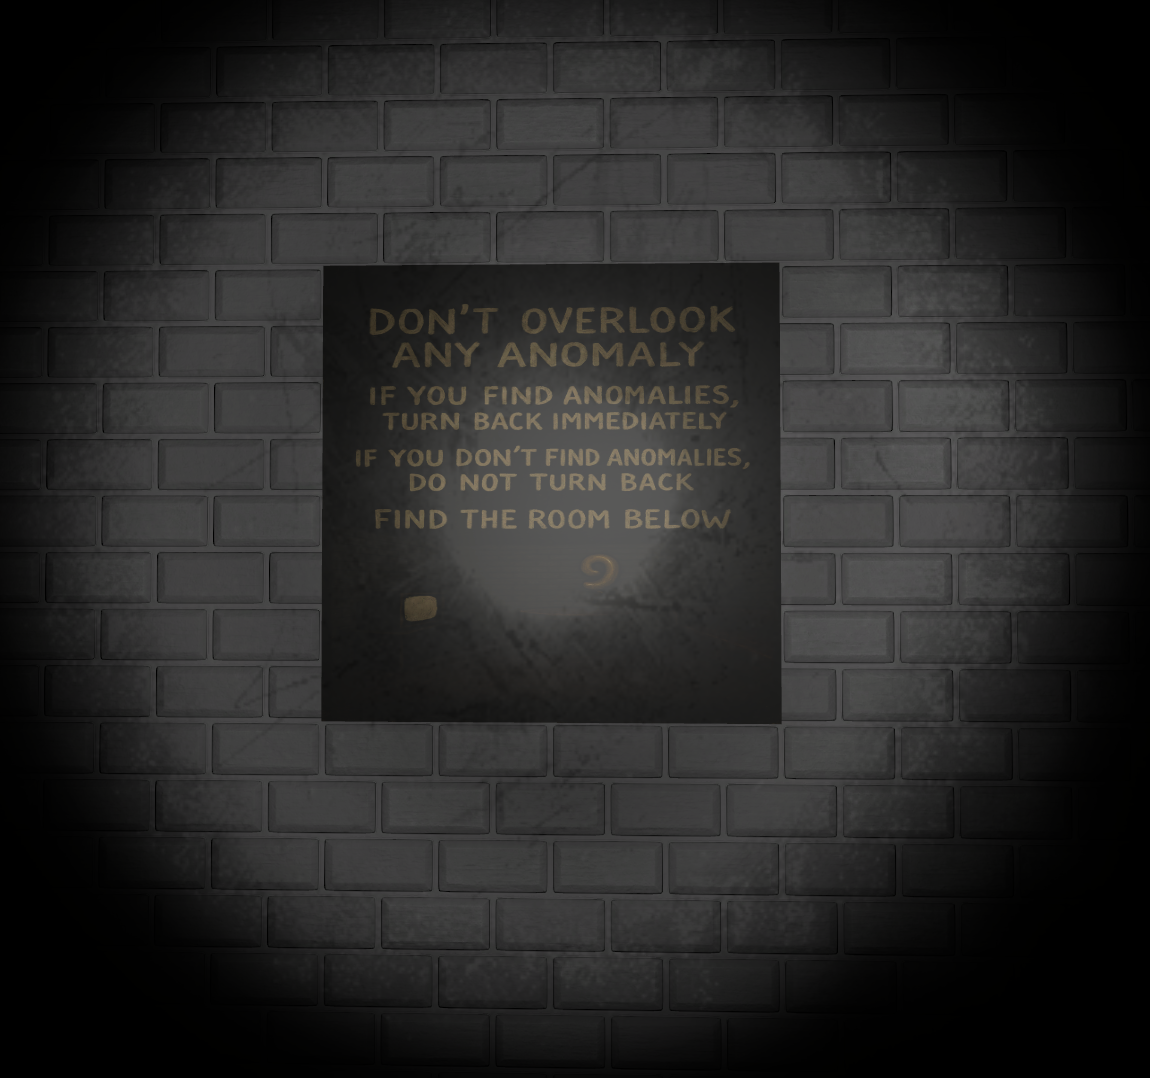 DON'T OVERLOOK
ANY ANOMALY
IF YOU FIND ANOMALIES,
TURN BACK IMMEDIATELY
IF YOU DON'T FIND ANOMALIES,
DO NOT TURN BACK
FIND THE ROOM BELOW